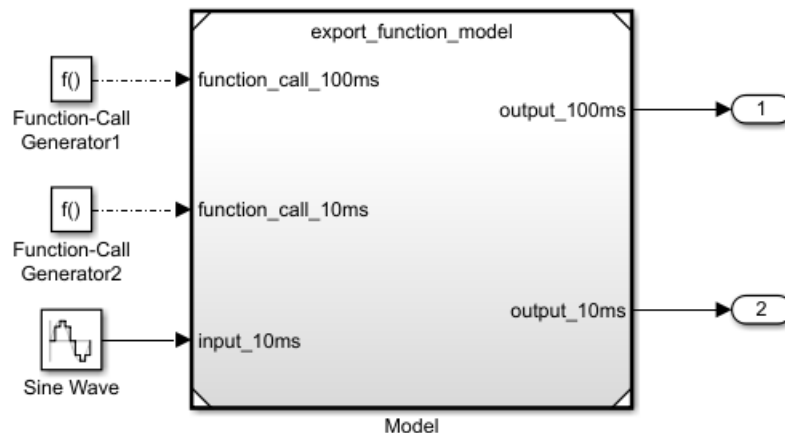 export_function_model
f()
function_call_100ms
Function-Call
Generator1
output_100ms
1
f()
function_call_10ms
Function-Call
Generator2
output_10ms
2
input_10ms
Sine Wave
Model